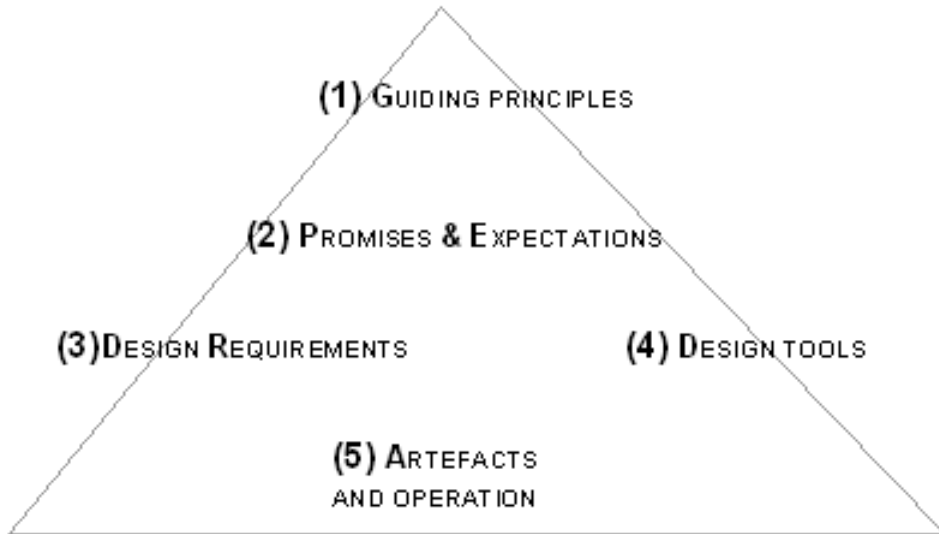 (1) GUIDING PRINCIPLES
(2) PROMISES & EXPECTATIONS
(3)DESIGN REQUIREMENTS
(4) DESIGN TOOLS
(5) ARTEFACTS
AND OPERATION